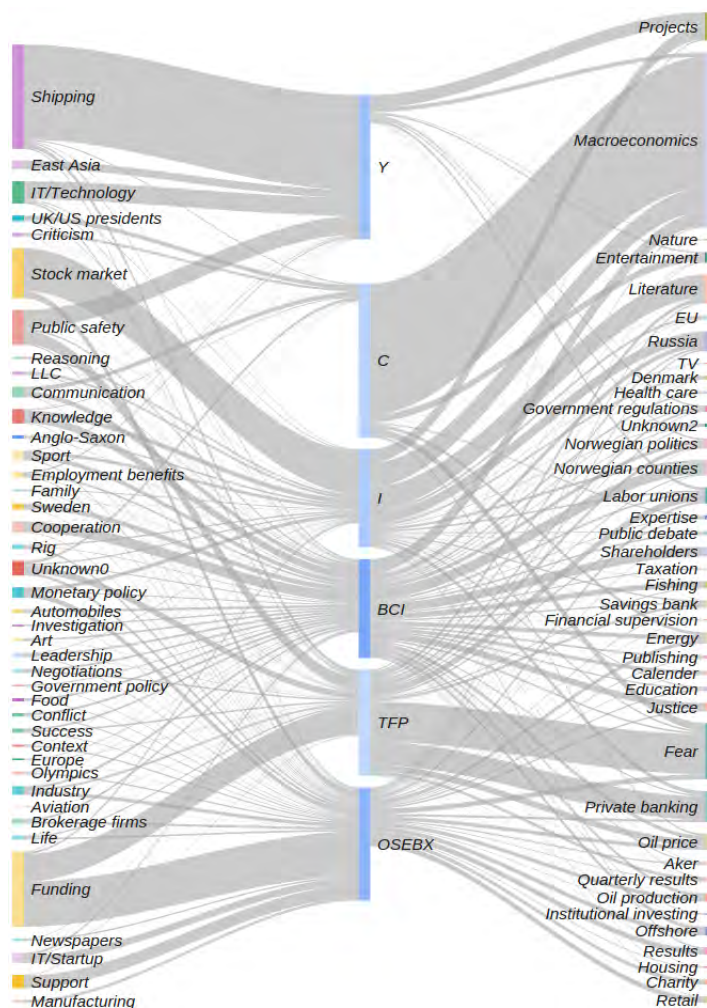 Shipping
East Asia
IT/Technology
UK/US presidents
Criticism
Stock market
Public safety
Reasoning
LLC
Communication
Knowledge
Anglo-Saxon
Sport
Employment benefits
Family
Sweden
Cooperation
Rig
Unknown0
Monetary policy
Automobiles
Investigation
Art
Leadership
Negotiations
Government policy
Food
Conflict
Success
Context
Europe
Olympics
Industry
Aviation
Brokerage firms
Life
Funding
Newspapers
IT/Startup
Support
Manufacturing
Y
C
I
BCI
TFP
OSEBX
Projects
Macroeconomics
Nature
Entertainment
Literature
EU
Russia
TV
Denmark
Health care
Government regulations
Unknown2
Norwegian politics
Norwegian counties
Labor unions
Expertise
Public debate
Shareholders
Taxation
Fishing
Savings bank
Financial supervision
Energy
Publishing
Calender
Education
Justice
Fear
Private banking
Oil price
Aker
Quarterly results
Oil production
Institutional investing
Offshore
Results
Housing
Charity
Retail